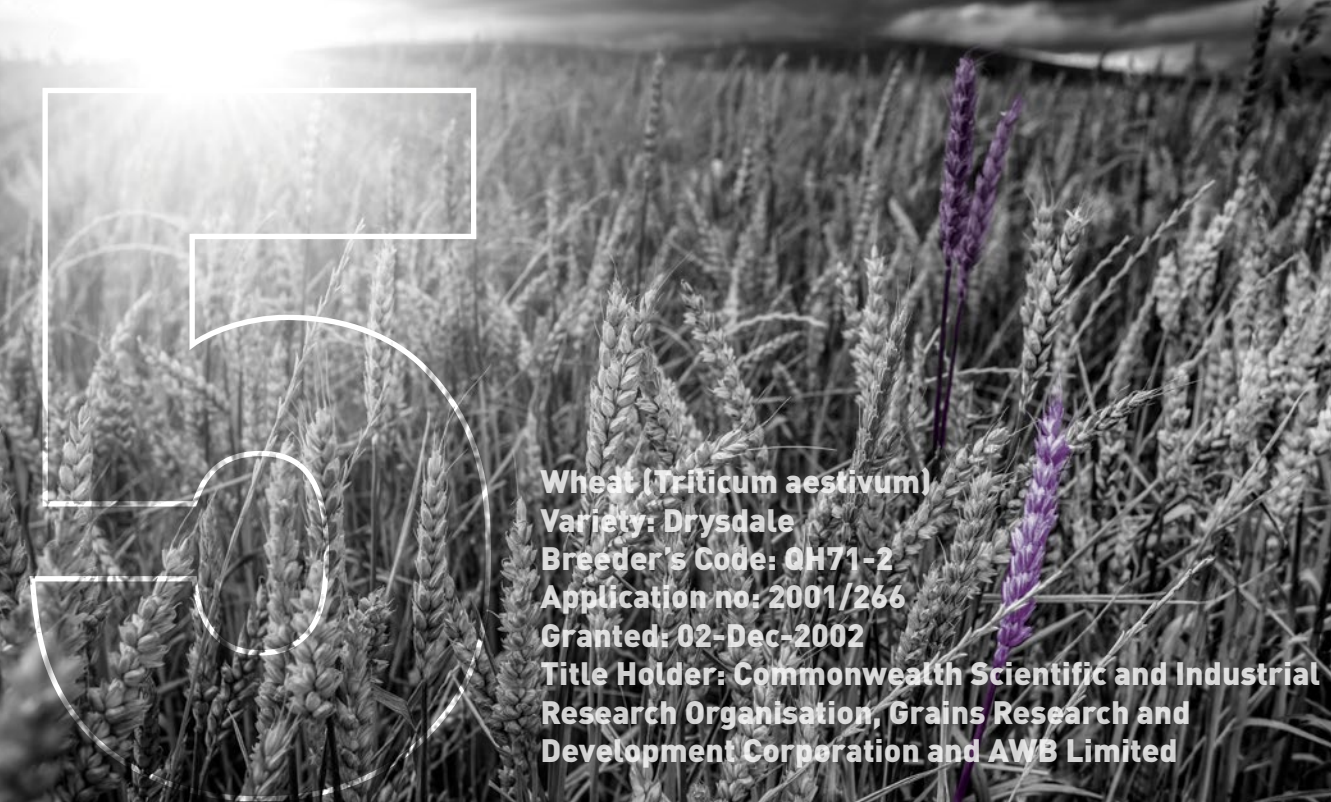 5
Wheat (Triticum aestivum)
Variety: Drysdale
Breeder's Code: QH71-2
Application no: 2001/266
Granted: 02-Dec-2002
Title Holder: Commonwealth Scientific and Industrial
Research Organisation, Grains Research and
Development Corporation and AWB Limited